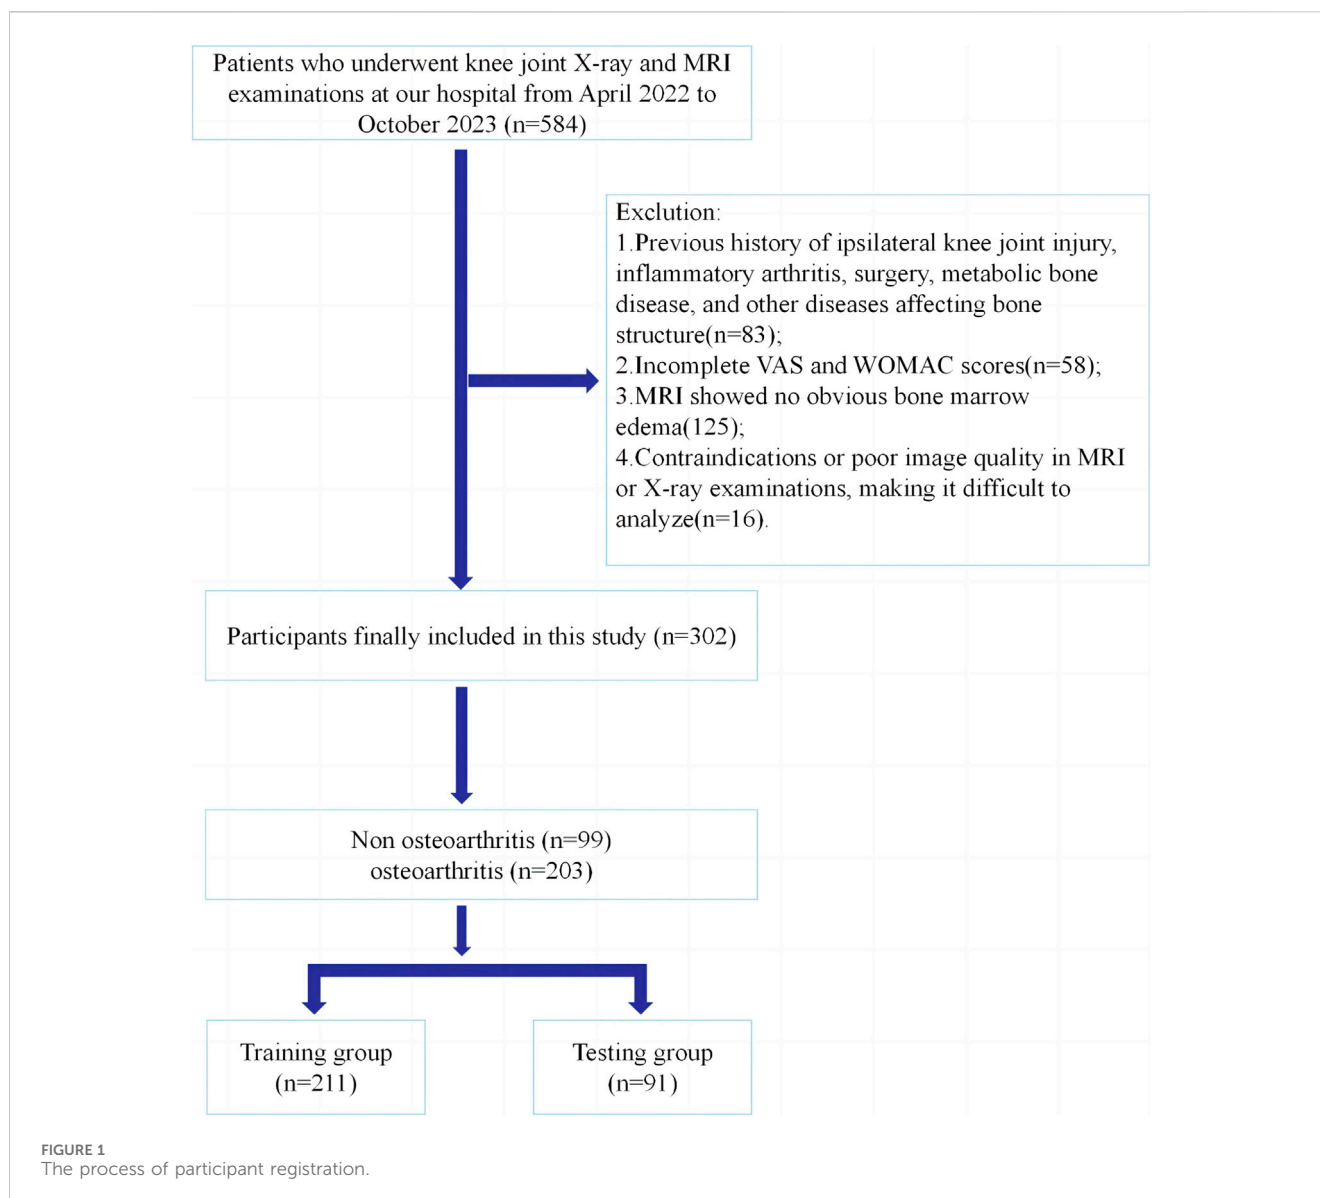 Patients who underwent knee joint X-ray and MRI
examinations at our hospital from April 2022 to
October 2023 (n=584)
Exclution:
1.Previous history of ipsilateral knee joint injury,
inflammatory arthritis, surgery, metabolic bone
disease, and other diseases affecting bone
structure(n=83);
2.Incomplete VAS and WOMAC scores(n=58);
3.MRI showed no obvious bone marrow
edema(125);
4.Contraindications or poor image quality in MRI
or X-ray examinations, making it difficult to
analyze(n=16).
Participants finally included in this study (n=302)
Non osteoarthritis (n=99)
osteoarthritis (n=203)
Training group
(n=211)
Testing group
(n=91)
FIGURE 1
The process of participant registration.